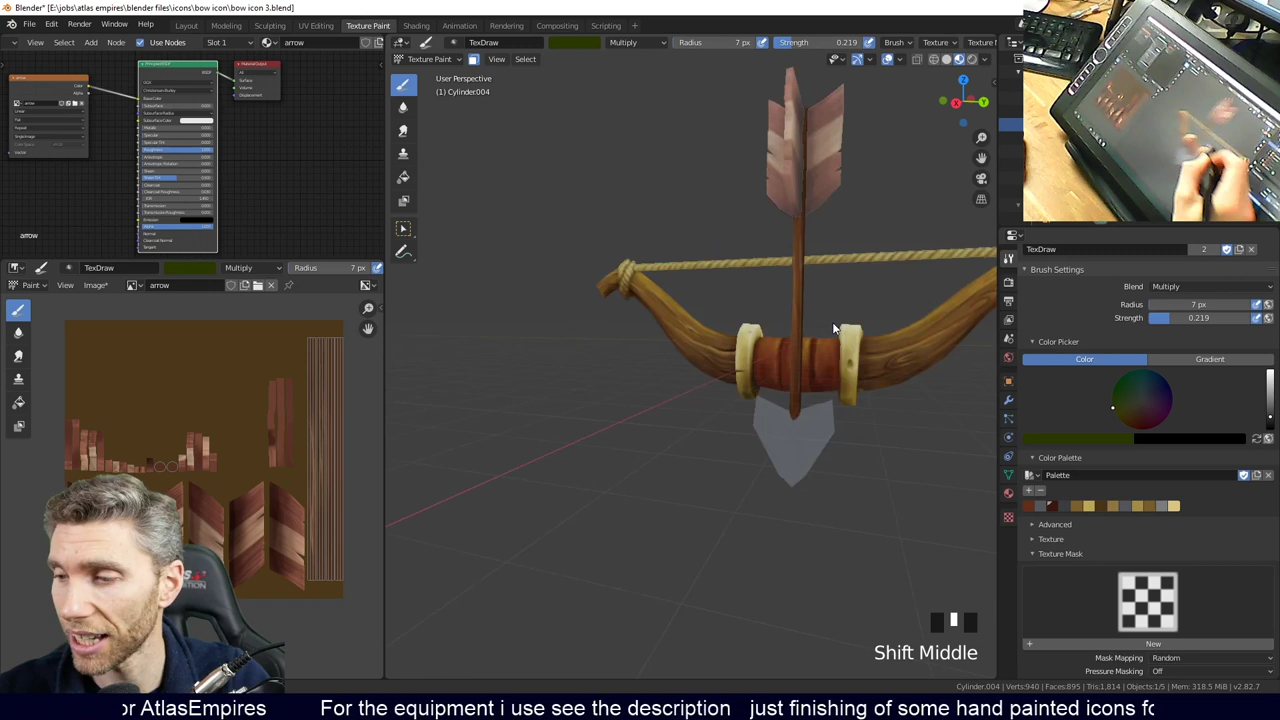 Blender* [E:\jobs\atlas empires\blender files\icons\bow icon\bow icon 3.blend]
File Edit Render Window Help Layout Modeling Sculpting UV Editing Texture Paint Shading Animation Rendering Compositing Scripting
View Select Add Node Use Nodes Slot 1 arrow
TexDraw Multiply Radius 7 px Strength 0.219 Brush Texture
Texture Paint View Select
User Perspective
(1) Cylinder.004
arrow
TexDraw Multiply Radius 7 px
Paint View Image* arrow
TexDraw 2
Brush Settings
Blend Multiply
Radius 7 px
Strength 0.219
Color Picker
Color Gradient
Color Palette
Palette
Advanced
Texture
Texture Mask
New
Mask Mapping Random
Pressure Masking Off
Shift Middle
Cylinder.004 | Verts:940 | Faces:895 | Tris:1,814 | Objects:1/5 | Mem: 318.5 MiB | v2.82.7
or AtlasEmpires For the equipment i use see the description just finishing of some hand painted icons fo